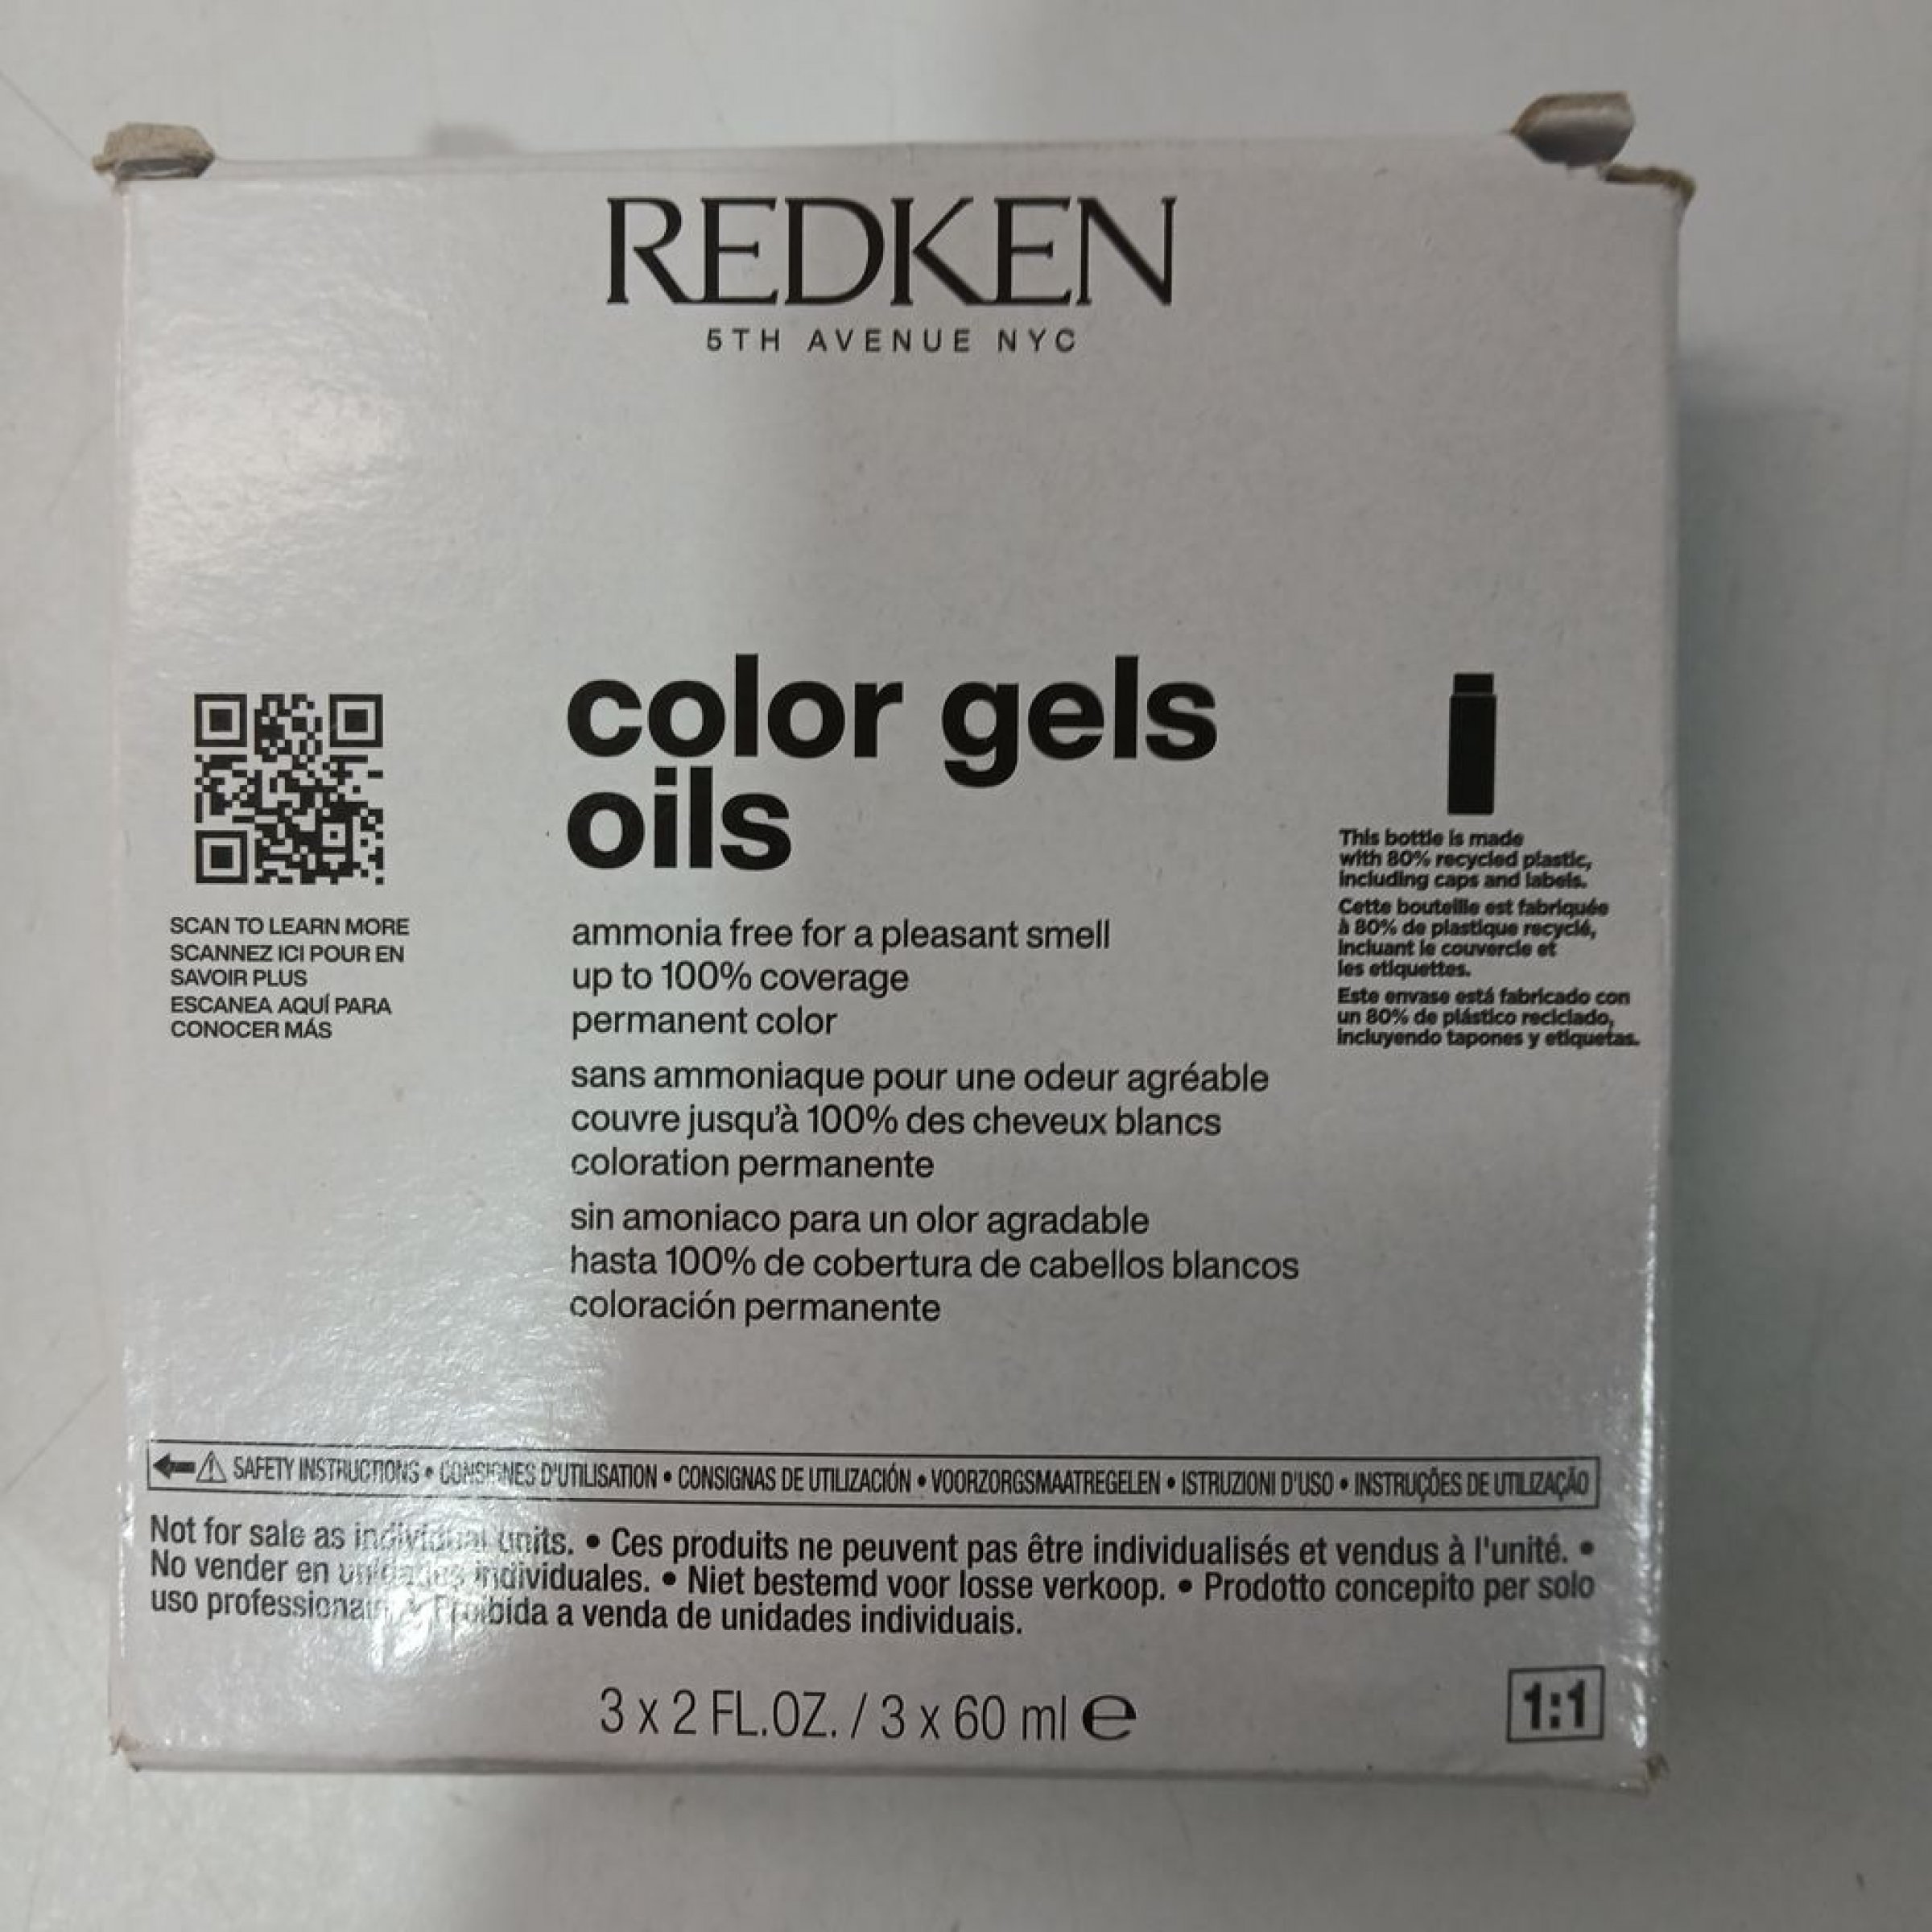 REDKEN
5TH AVENUE NYC
color gels
oils
ammonia free for a pleasant smell
up to 100% coverage
permanent color
sans ammoniaque pour une odeur agréable
couvre jusqu'à 100% des cheveux blancs
coloration permanente
sin amoniaco para un olor agradable
hasta 100% de cobertura de cabellos blancos
coloración permanente
SCAN TO LEARN MORE
SCANNEZ ICI POUR EN
SAVOIR PLUS
ESCANEA AQUÍ PARA
CONOCER MÁS
This bottle is made
with 80% recycled plastic,
including caps and labels.
Cette bouteille est fabriquée
à 80% de plastique recyclé,
incluant le couvercle et
les etiquettes.
Este envase está fabricado con
un 80% de plástico reciclado,
incluyendo tapones y etiquetas.
SAFETY INSTRUCTIONS • CONSIGNES D'UTILISATION • CONSIGNAS DE UTILIZACIÓN • VOORZORGSMAATREGELEN • ISTRUZIONI D'USO • INSTRUÇÕES DE UTILIZAÇÃO
Not for sale as individual units. • Ces produits ne peuvent pas être individualisés et vendus à l'unité. •
No vender en unidades individuales. • Niet bestemd voor losse verkoop. • Prodotto concepito per solo
uso professionale. • Proibida a venda de unidades individuais.
3 x 2 FL.OZ. / 3 x 60 ml e
1:1